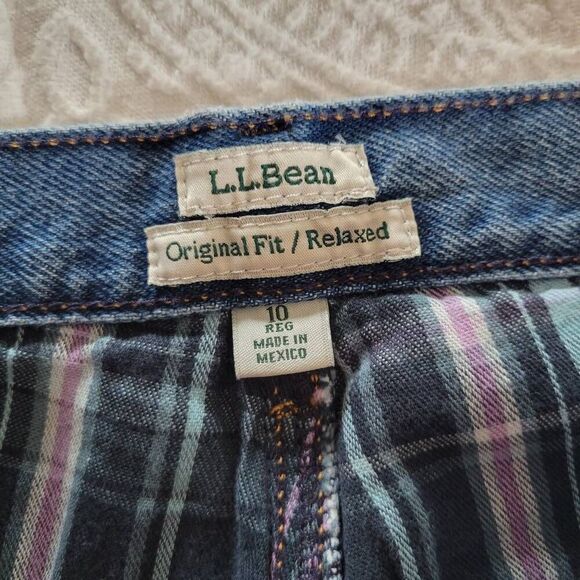 L.L.Bean
Original Fit / Relaxed
10
REG
MADE IN
MEXICO